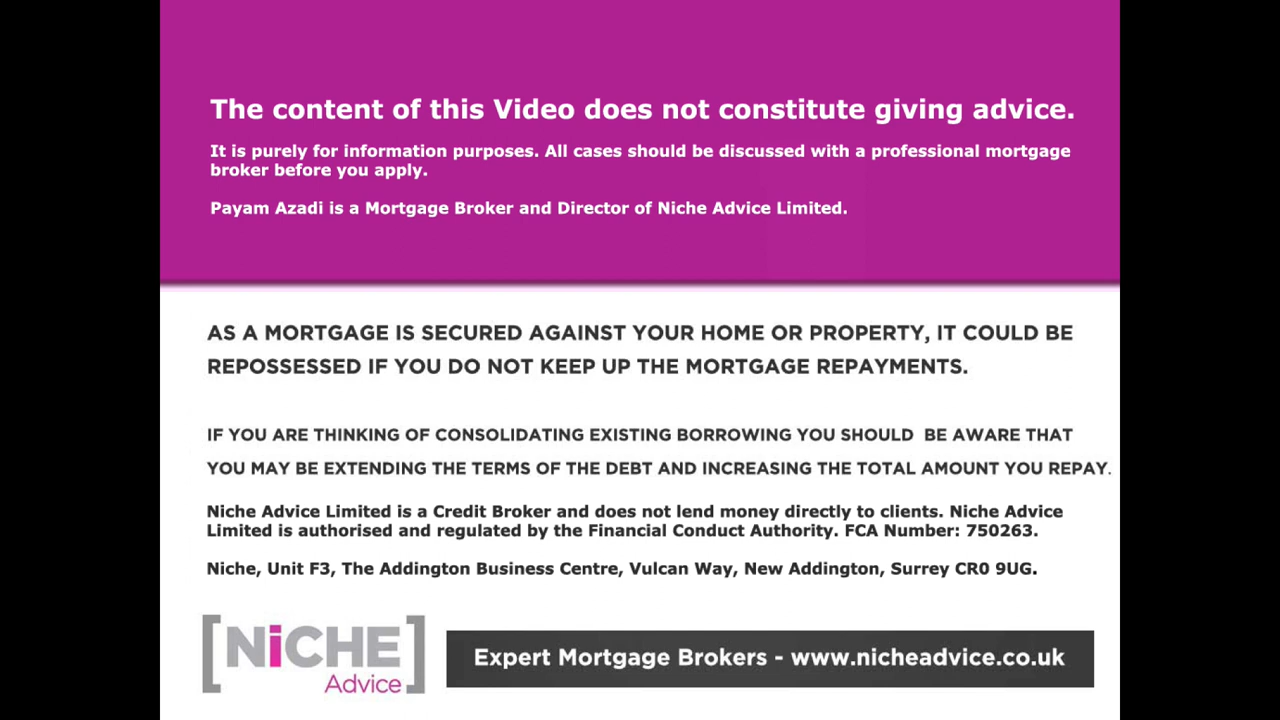 The content of this Video does not constitute giving advice.
It is purely for information purposes. All cases should be discussed with a professional mortgage
broker before you apply.
Payam Azadi is a Mortgage Broker and Director of Niche Advice Limited.
AS A MORTGAGE IS SECURED AGAINST YOUR HOME OR PROPERTY, IT COULD BE
REPOSSESSED IF YOU DO NOT KEEP UP THE MORTGAGE REPAYMENTS.
IF YOU ARE THINKING OF CONSOLIDATING EXISTING BORROWING YOU SHOULD BE AWARE THAT
YOU MAY BE EXTENDING THE TERMS OF THE DEBT AND INCREASING THE TOTAL AMOUNT YOU REPAY.
Niche Advice Limited is a Credit Broker and does not lend money directly to clients. Niche Advice
Limited is authorised and regulated by the Financial Conduct Authority. FCA Number: 750263.
Niche, Unit F3, The Addington Business Centre, Vulcan Way, New Addington, Surrey CR0 9UG.
[NiCHE
Advice]
Expert Mortgage Brokers - www.nicheadvice.co.uk